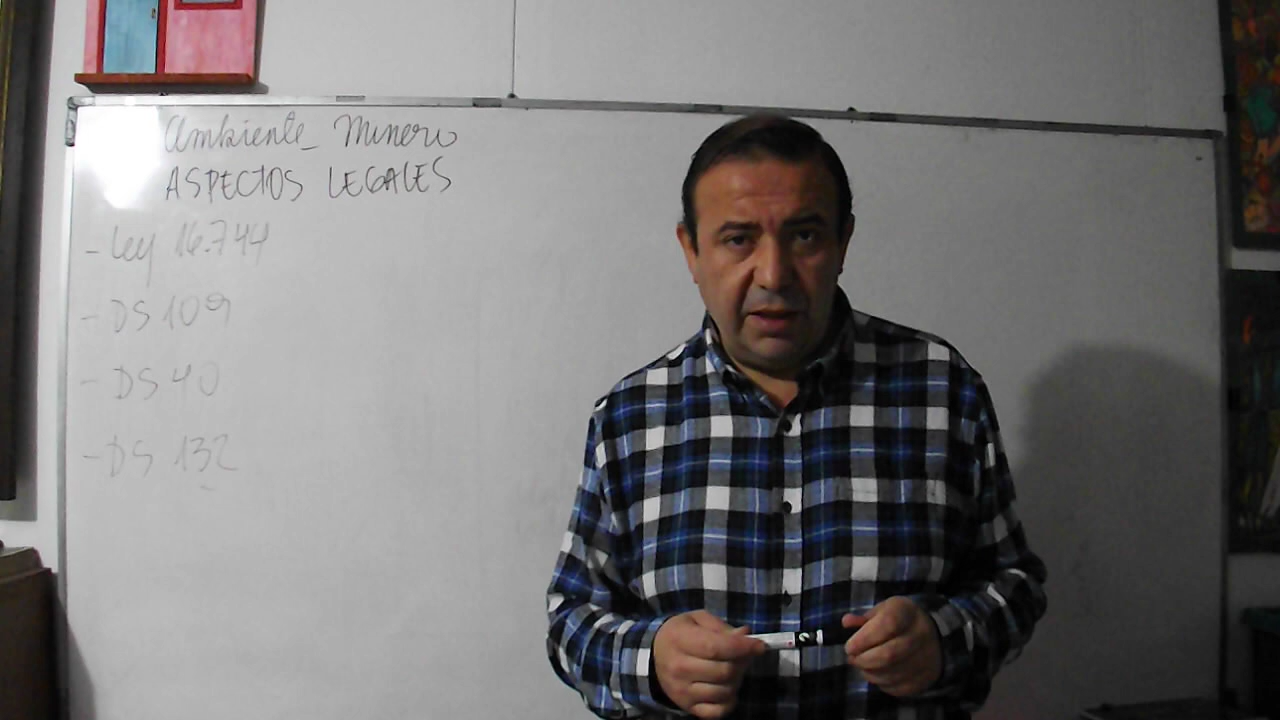 Ambiente Minero
ASPECTOS LEGALES
- Ley 16.744
- DS 109
- DS 40
- DS 132